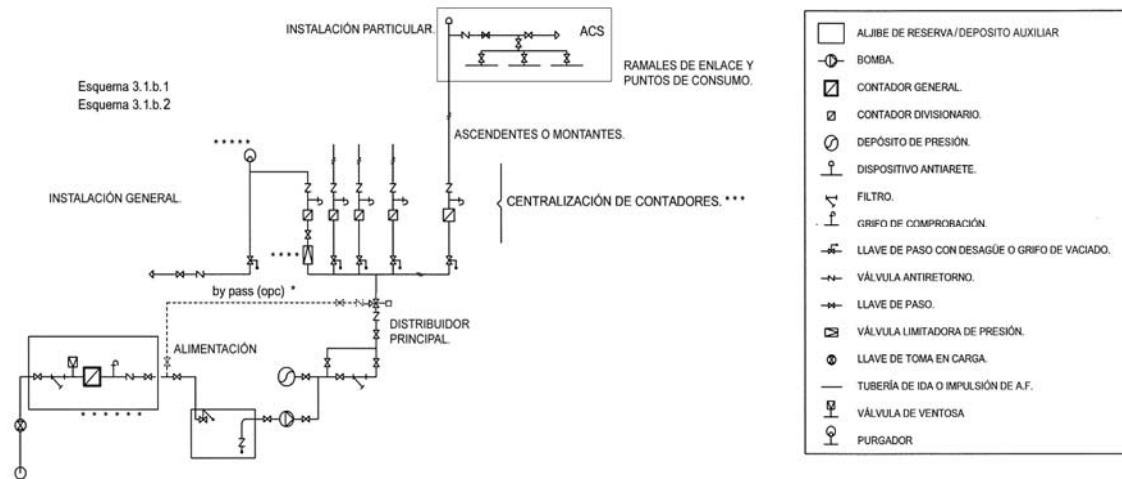 INSTALACIÓN PARTICULAR.
ACS
RAMALES DE ENLACE Y
PUNTOS DE CONSUMO.
Esquema 3.1.b.1
Esquema 3.1.b.2
ASCENDENTES O MONTANTES.
* * * * *
INSTALACIÓN GENERAL.
CENTRALIZACIÓN DE CONTADORES. * * *
* * * *
by pass (opc) *
DISTRIBUIDOR
PRINCIPAL.
ALIMENTACIÓN
* * * * * *
ALJIBE DE RESERVA/DEPOSITO AUXILIAR
BOMBA.
CONTADOR GENERAL.
CONTADOR DIVISIONARIO.
DEPÓSITO DE PRESIÓN.
DISPOSITIVO ANTIARETE.
FILTRO.
GRIFO DE COMPROBACIÓN.
LLAVE DE PASO CON DESAGÜE O GRIFO DE VACIADO.
VÁLVULA ANTIRETORNO.
LLAVE DE PASO.
VÁLVULA LIMITADORA DE PRESIÓN.
LLAVE DE TOMA EN CARGA.
TUBERÍA DE IDA O IMPULSIÓN DE A.F.
VÁLVULA DE VENTOSA
PURGADOR